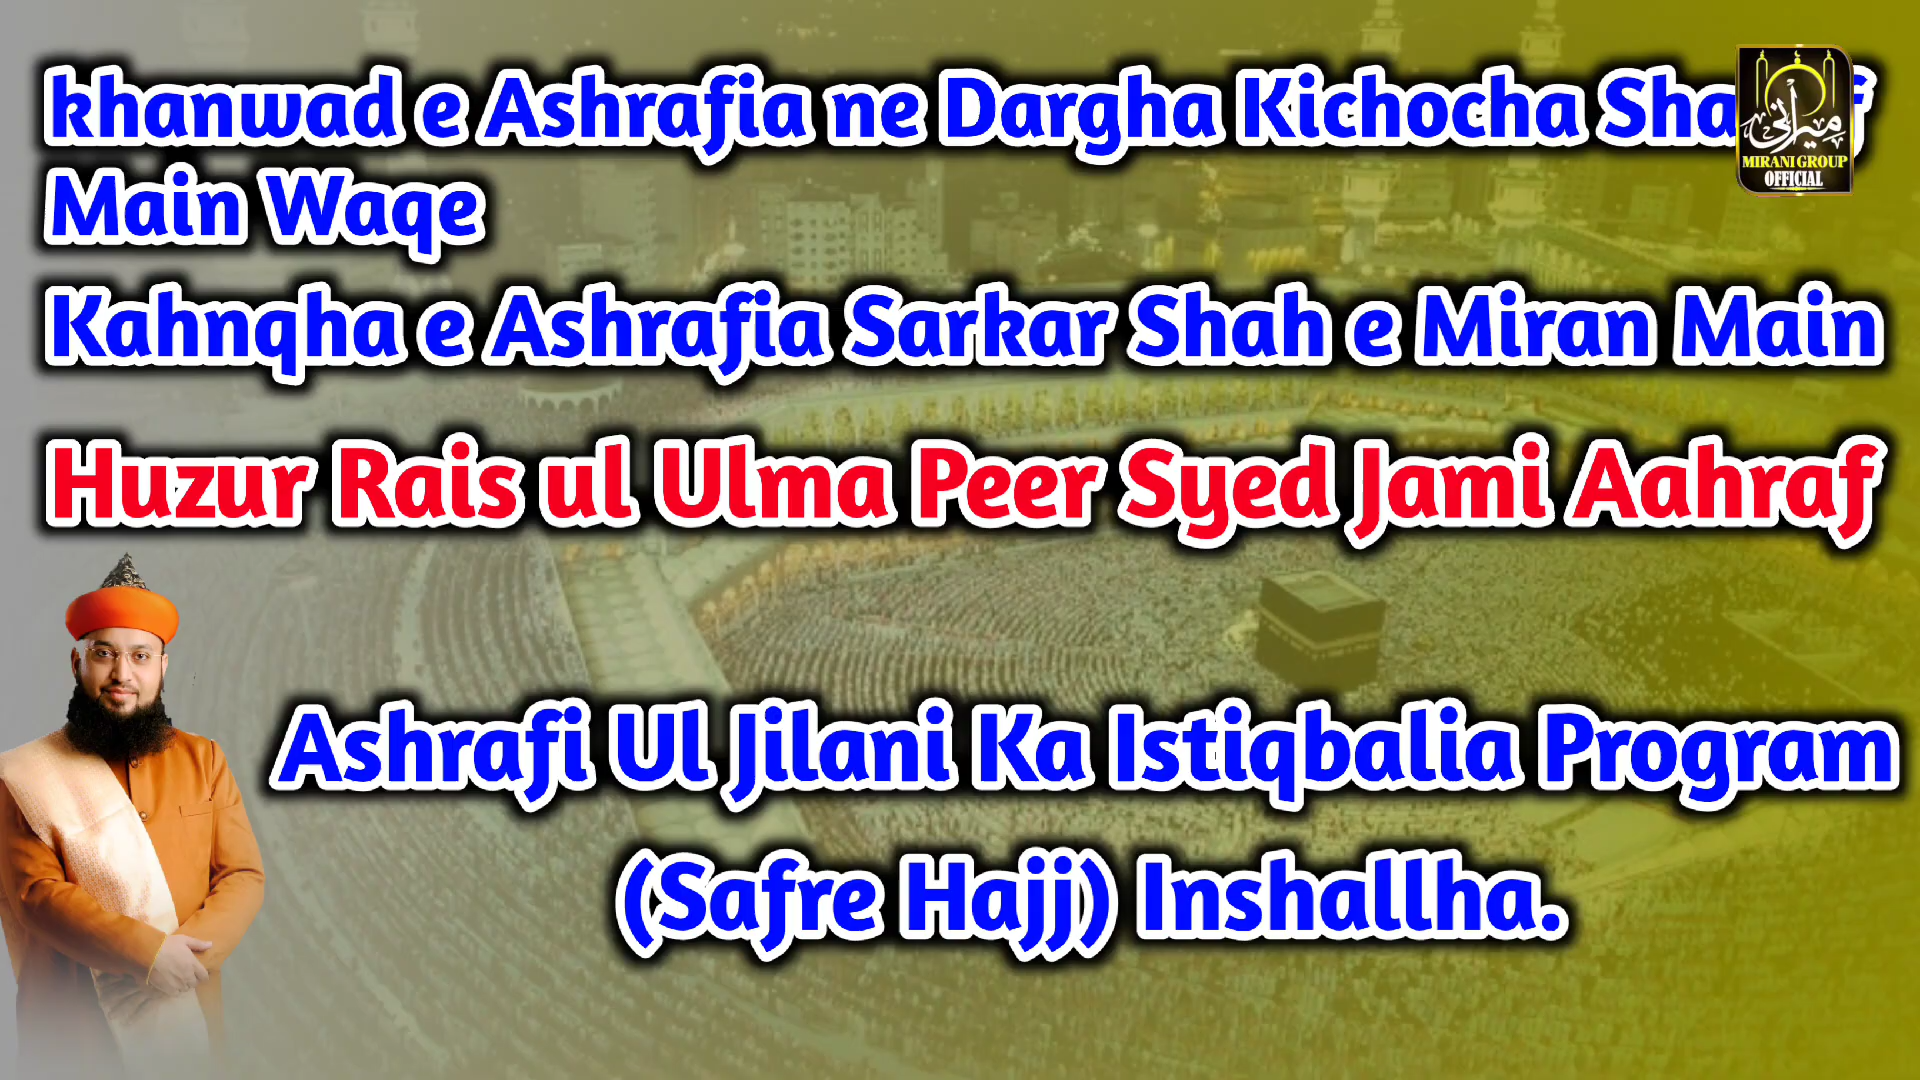 khanwad e Ashrafia ne Dargha Kichocha
Main Waqe
Kahnqha e Ashrafia Sarkar Shah e Miran Main
Huzur Rais ul Ulma Peer Syed Jami Aahraf
Ashrafi Ul Jilani Ka Istiqbalia Program
(Safre Hajj) Inshallha.
میرانی
MIRANI GROUP
OFFICIAL